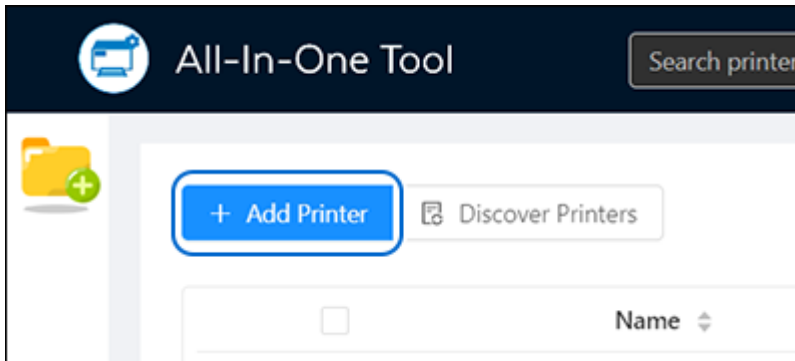 All-In-One Tool
Search printer
+ Add Printer
Discover Printers
Name